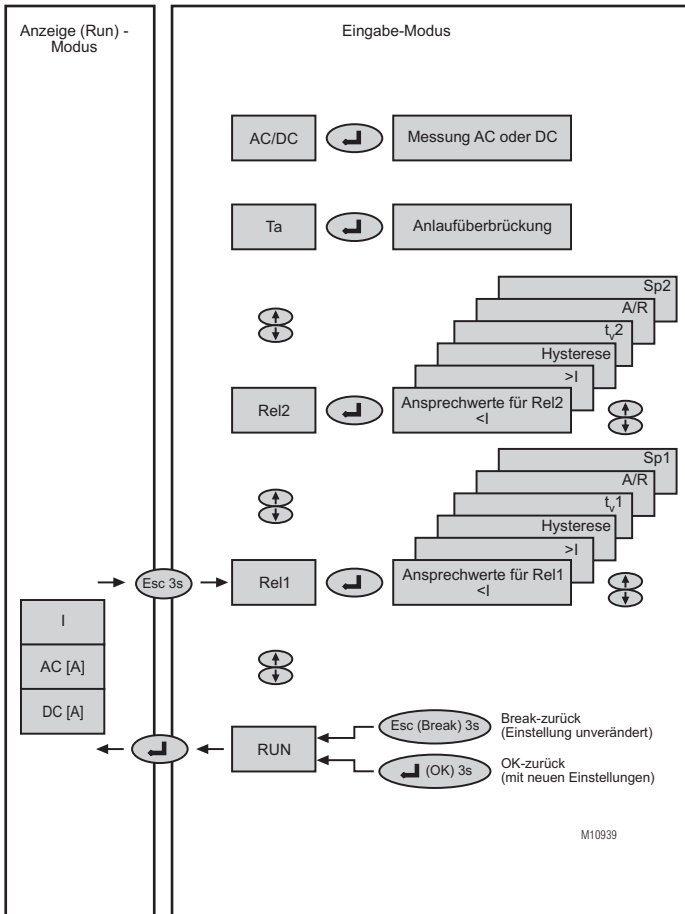 Anzeige (Run) -
Modus
Eingabe-Modus
AC/DC
Messung AC oder DC
Ta
Anlaufüberbrückung
Sp2
A/R
tv2
Hysterese
>I
Rel2
Ansprechwerte für Rel2
<I
Sp1
A/R
tv1
Hysterese
>I
Esc 3s
Rel1
Ansprechwerte für Rel1
<I
I
AC [A]
DC [A]
RUN
Esc (Break) 3s
Break-zurück
(Einstellung unverändert)
(OK) 3s
OK-zurück
(mit neuen Einstellungen)
M10939